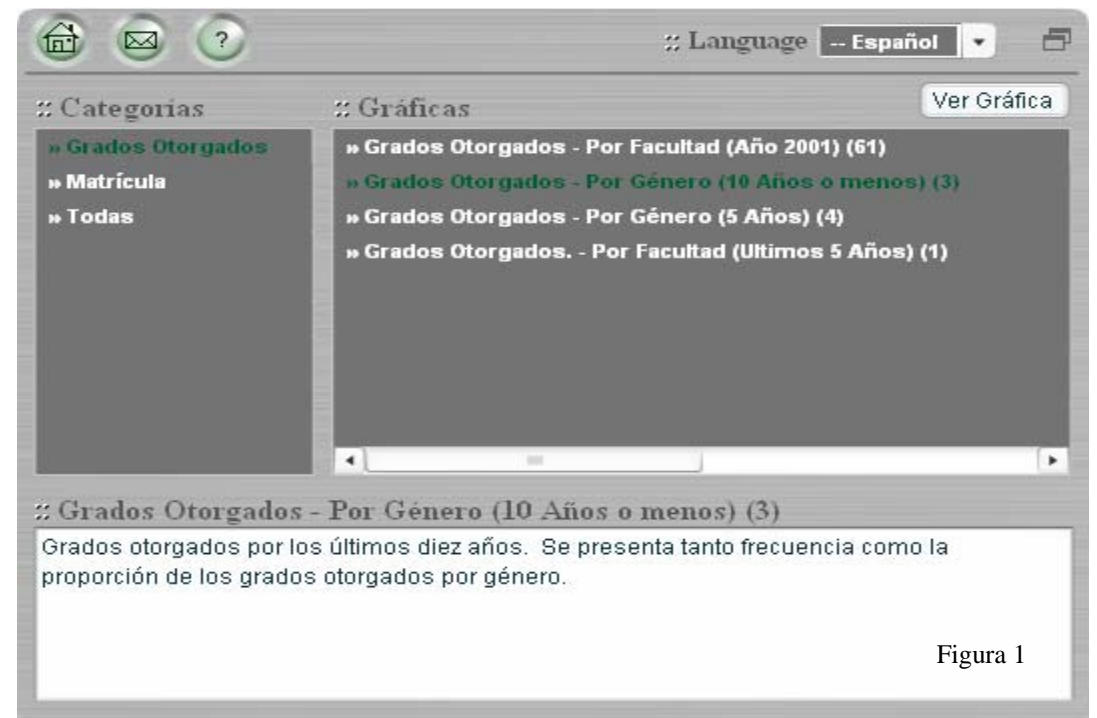 ?
:: Language -- Español
:: Categorías
:: Gráficas
Ver Gráfica
» Grados Otorgados
» Matrícula
» Todas
» Grados Otorgados - Por Facultad (Año 2001) (61)
» Grados Otorgados - Por Género (10 Años o menos) (3)
» Grados Otorgados - Por Género (5 Años) (4)
» Grados Otorgados. - Por Facultad (Ultimos 5 Años) (1)
:: Grados Otorgados - Por Género (10 Años o menos) (3)
Grados otorgados por los últimos diez años. Se presenta tanto frecuencia como la
proporción de los grados otorgados por género.
Figura 1